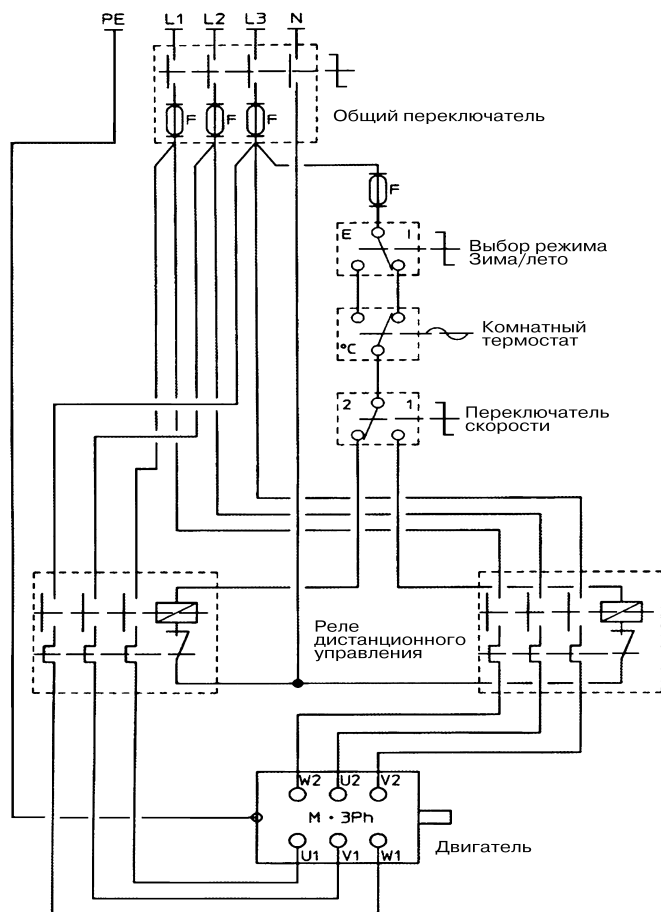 PE L1 L2 L3 N
F F F
Общий переключатель
F
E I
Выбор режима
Зима/лето
Комнатный
термостат
°C
2 1
Переключатель
скорости
Реле
дистанционного
управления
W2 U2 V2
M · 3Ph
U1 V1 W1
Двигатель